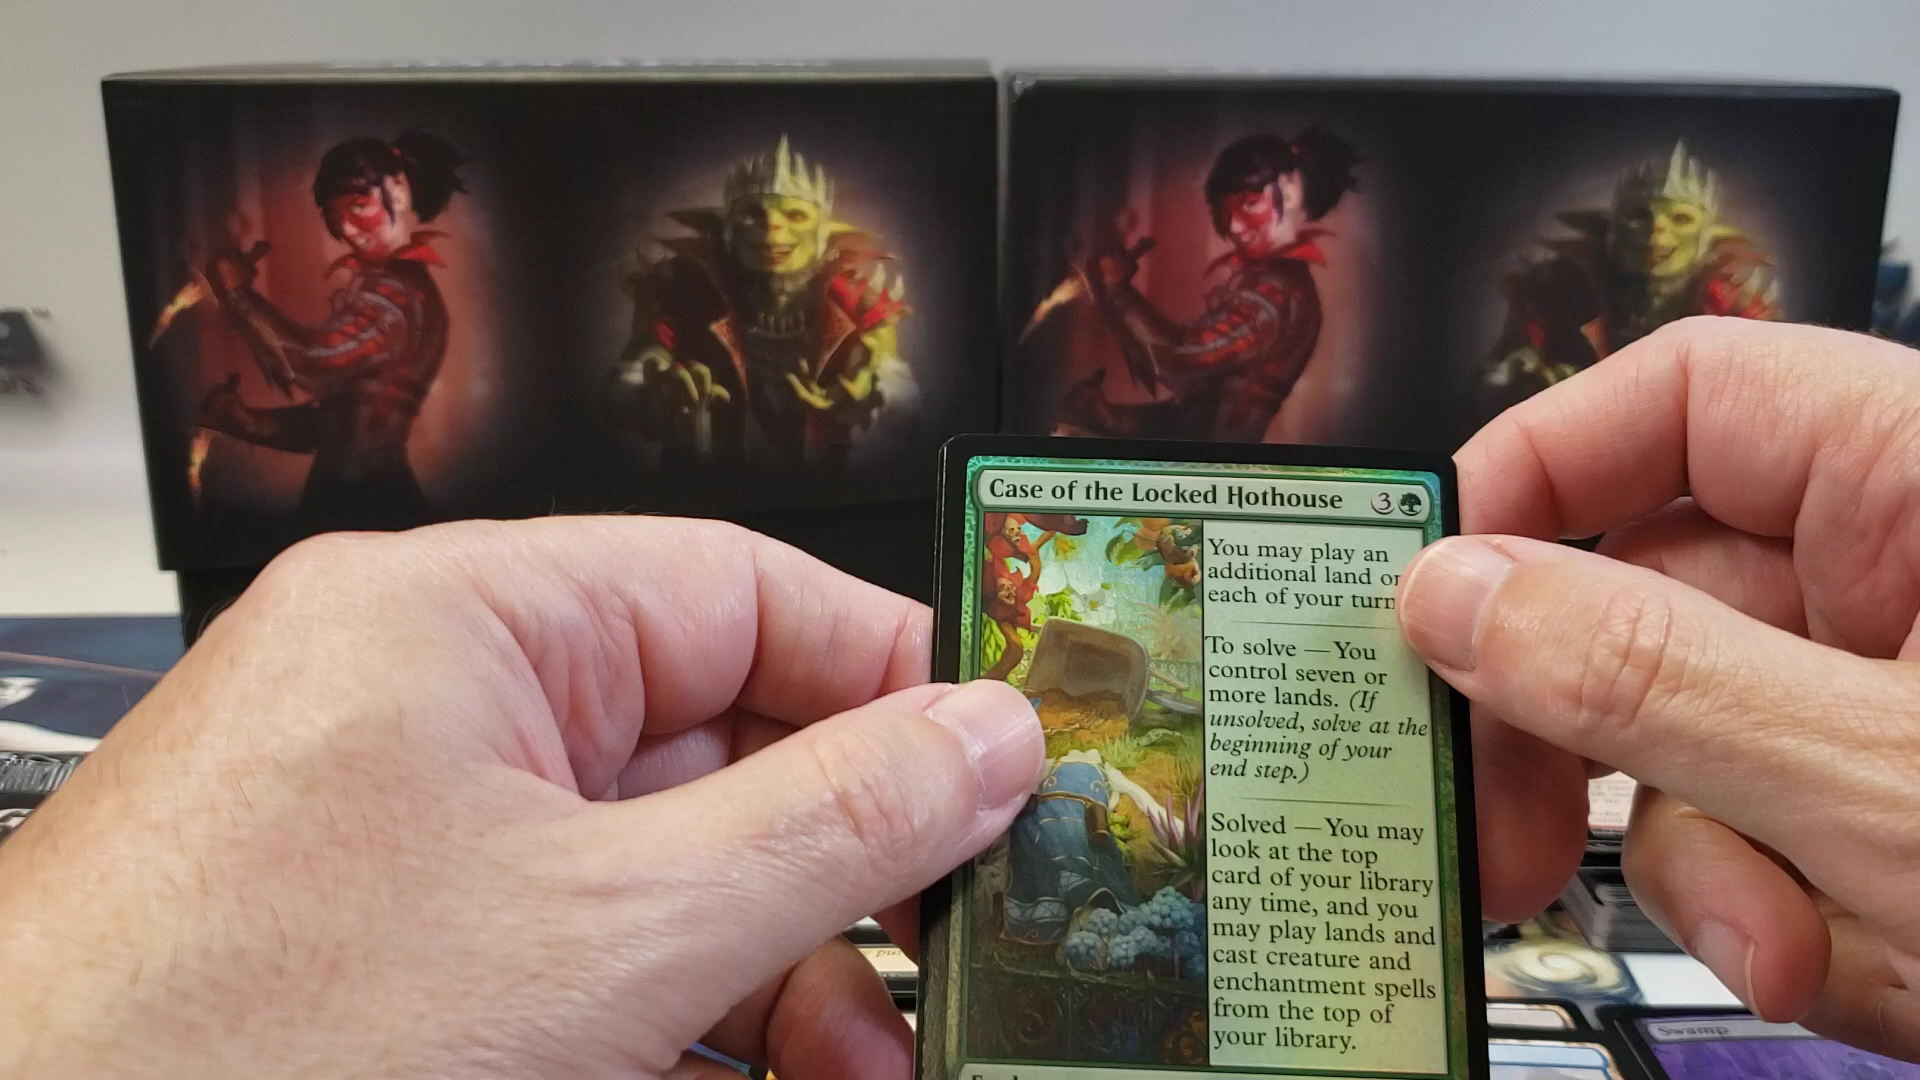 Case of the Locked Hothouse 3
You may play an
additional land on
each of your turn
To solve — You
control seven or
more lands. (If
unsolved, solve at the
beginning of your
end step.)
Solved — You may
look at the top
card of your library
any time, and you
may play lands and
cast creature and
enchantment spells
from the top of
your library.
Swamp